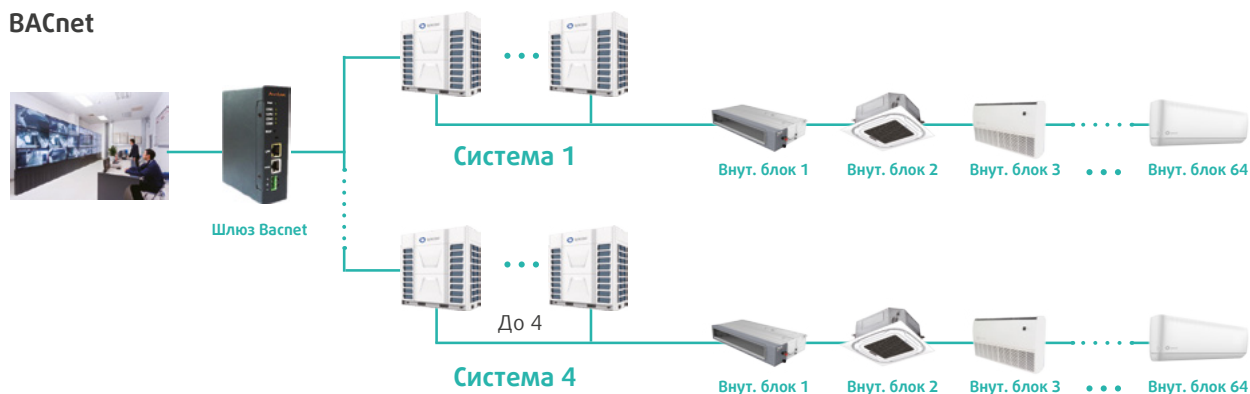 BACnet
Система 1
Внут. блок 1
Внут. блок 2
Внут. блок 3
Внут. блок 64
Шлюз Bacnet
До 4
Система 4
Внут. блок 1
Внут. блок 2
Внут. блок 3
Внут. блок 64